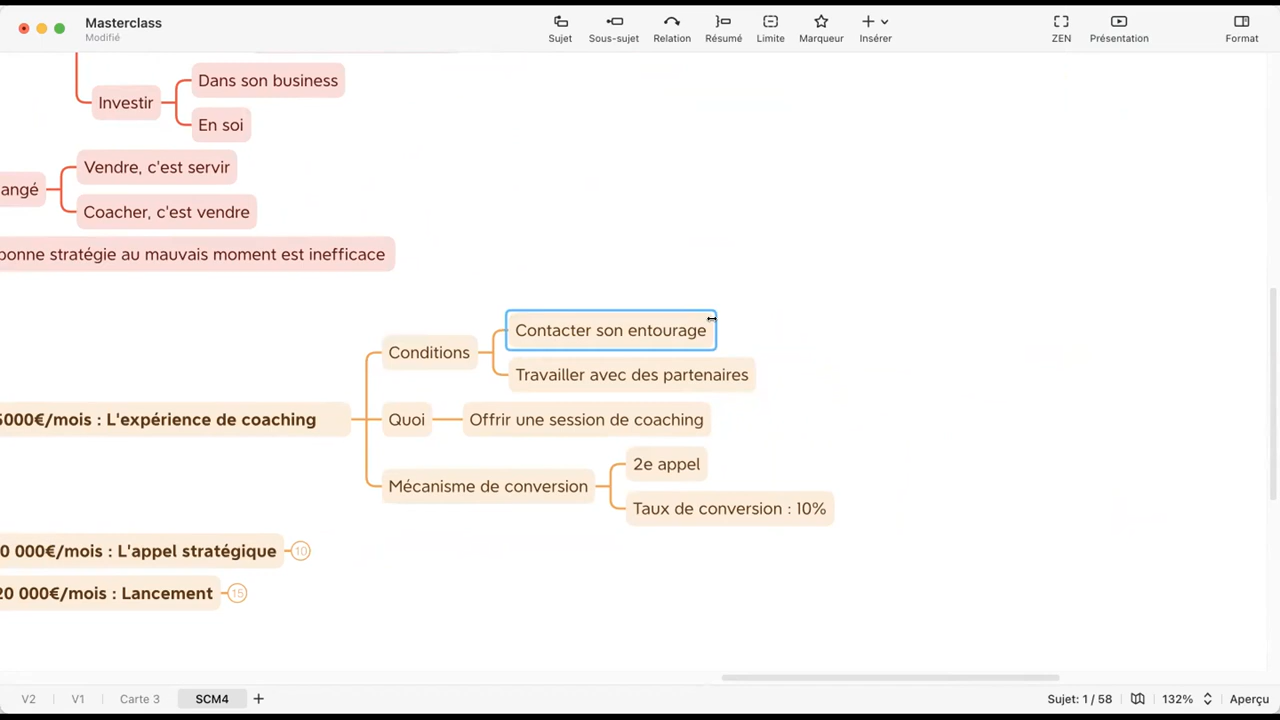 Masterclass
Modifié
Sujet
Sous-sujet
Relation
Résumé
Limite
Marqueur
Insérer
ZEN
Présentation
Format
Dans son business
Investir
En soi
Vendre, c'est servir
angé
Coacher, c'est vendre
bonne stratégie au mauvais moment est inefficace
Contacter son entourage
Conditions
Travailler avec des partenaires
5000€/mois : L'expérience de coaching
Quoi
Offrir une session de coaching
2e appel
Mécanisme de conversion
Taux de conversion : 10%
0 000€/mois : L'appel stratégique
10
20 000€/mois : Lancement
15
V2
V1
Carte 3
SCM4
Sujet: 1 / 58
132%
Aperçu